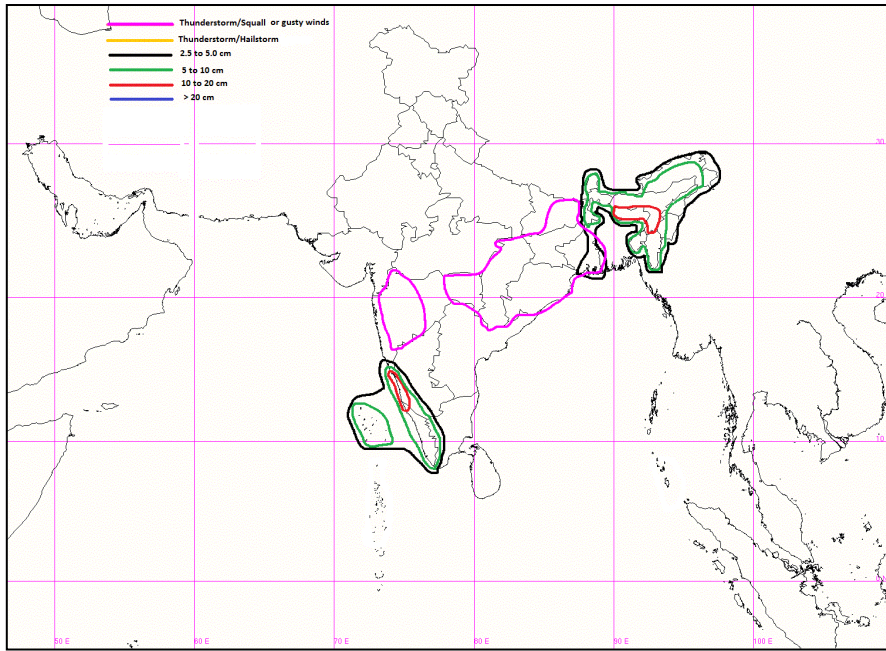 Thunderstorm/Squall or gusty winds
Thunderstorm/Hailstorm
2.5 to 5.0 cm
5 to 10 cm
10 to 20 cm
> 20 cm
30
20
10
0
50 E
60 E
70 E
80 E
90 E
100 E